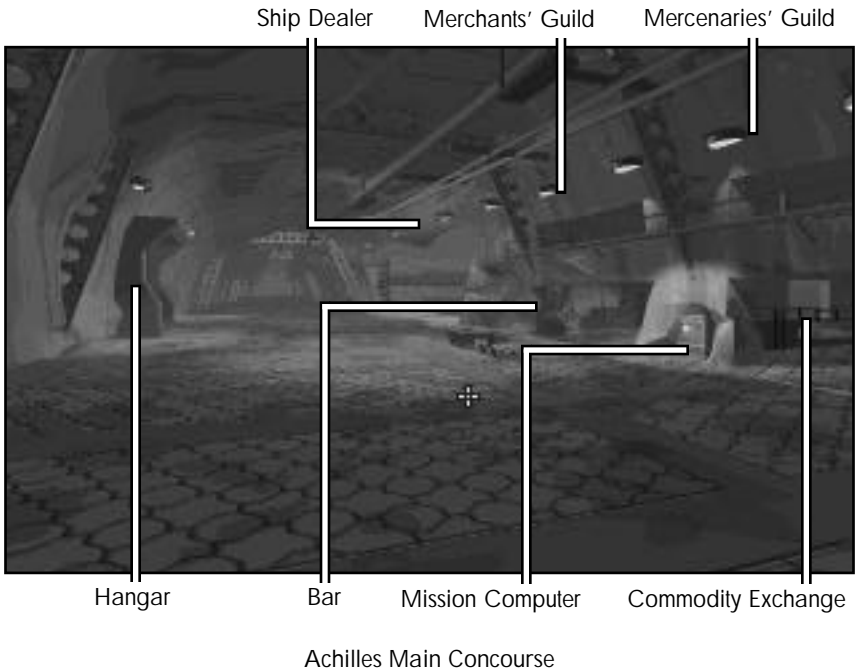 Ship Dealer Merchants' Guild Mercenaries' Guild
Hangar Bar Mission Computer Commodity Exchange
Achilles Main Concourse